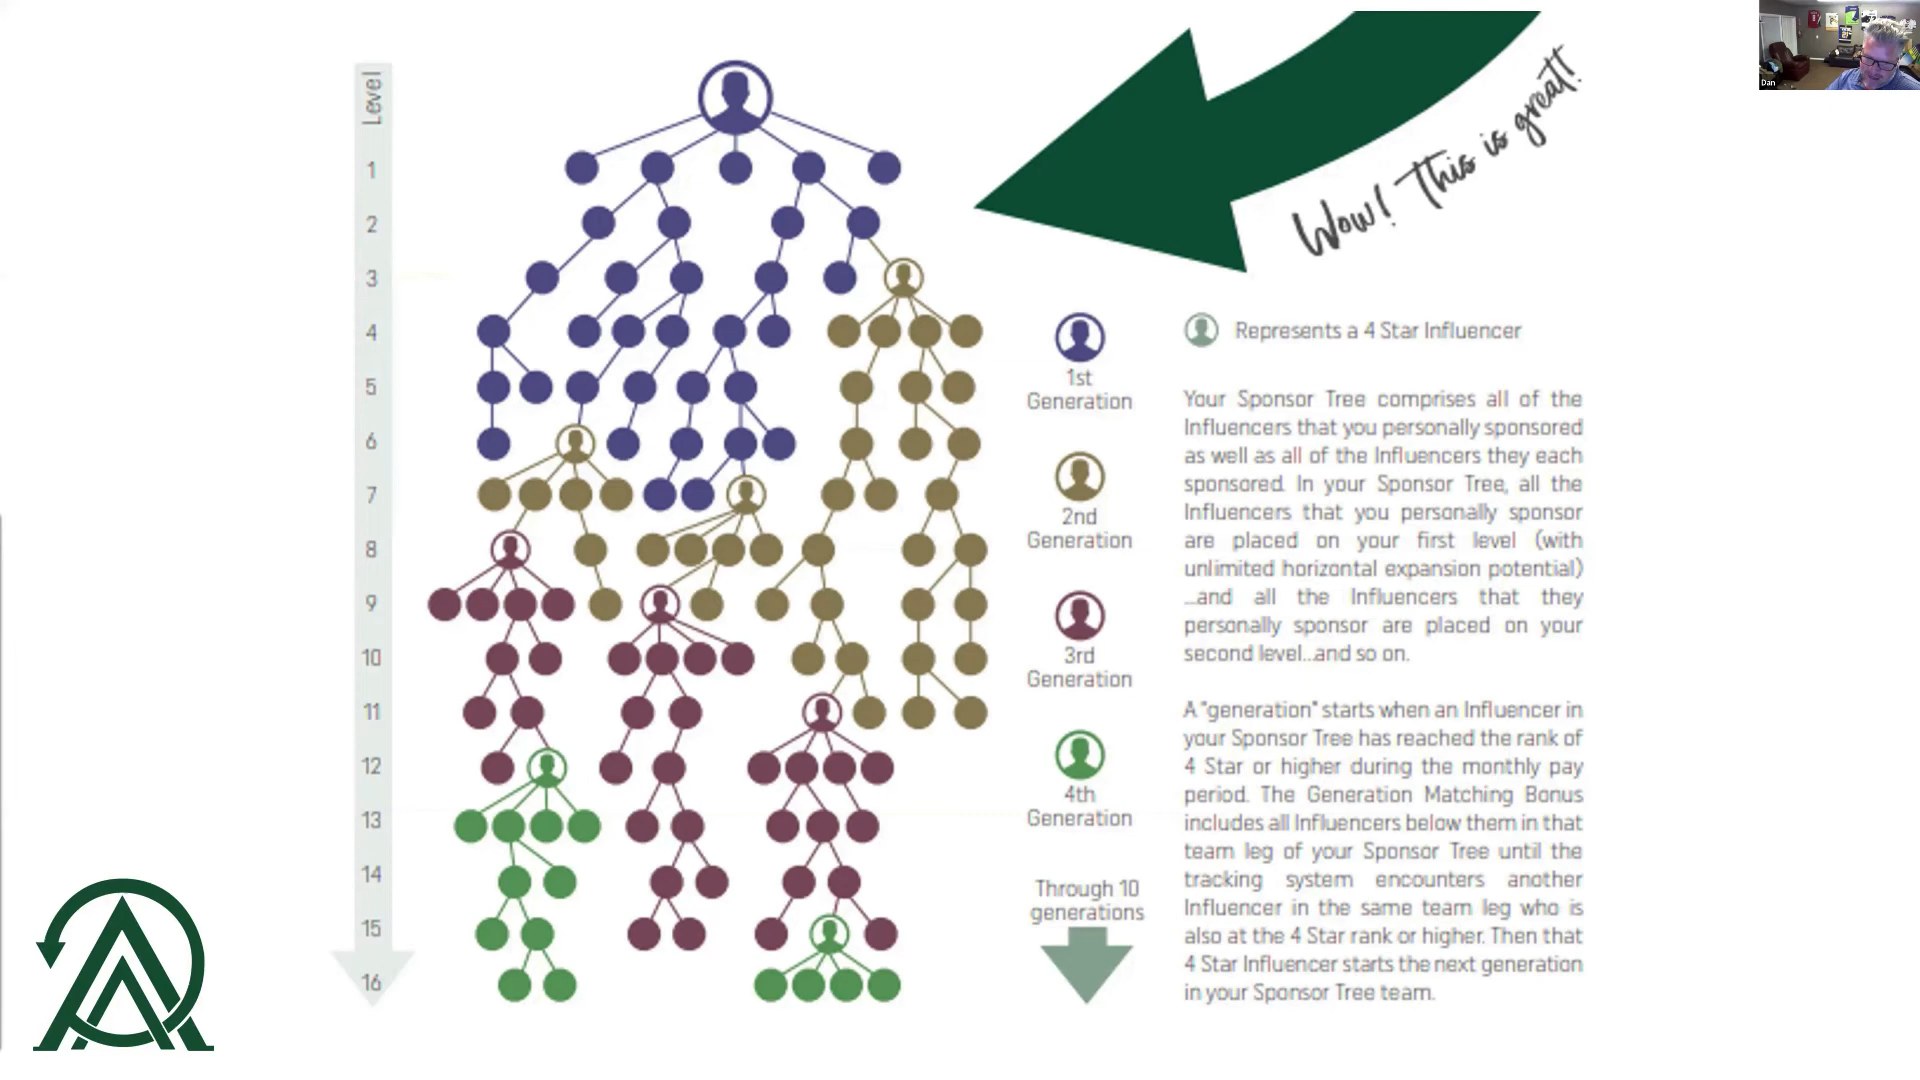 Level
1
2
3
4
5
6
7
8
9
10
11
12
13
14
15
16
Wow! This is great!
Dan
1st
Generation
2nd
Generation
3rd
Generation
4th
Generation
Through 10
generations
Represents a 4 Star Influencer
Your Sponsor Tree comprises all of the
Influencers that you personally sponsored
as well as all of the Influencers they each
sponsored. In your Sponsor Tree, all the
Influencers that you personally sponsor
are placed on your first level (with
unlimited horizontal expansion potential)
...and all the Influencers that they
personally sponsor are placed on your
second level...and so on.
A "generation" starts when an Influencer in
your Sponsor Tree has reached the rank of
4 Star or higher during the monthly pay
period. The Generation Matching Bonus
includes all Influencers below them in that
team leg of your Sponsor Tree until the
tracking system encounters another
Influencer in the same team leg who is
also at the 4 Star rank or higher. Then that
4 Star Influencer starts the next generation
in your Sponsor Tree team.